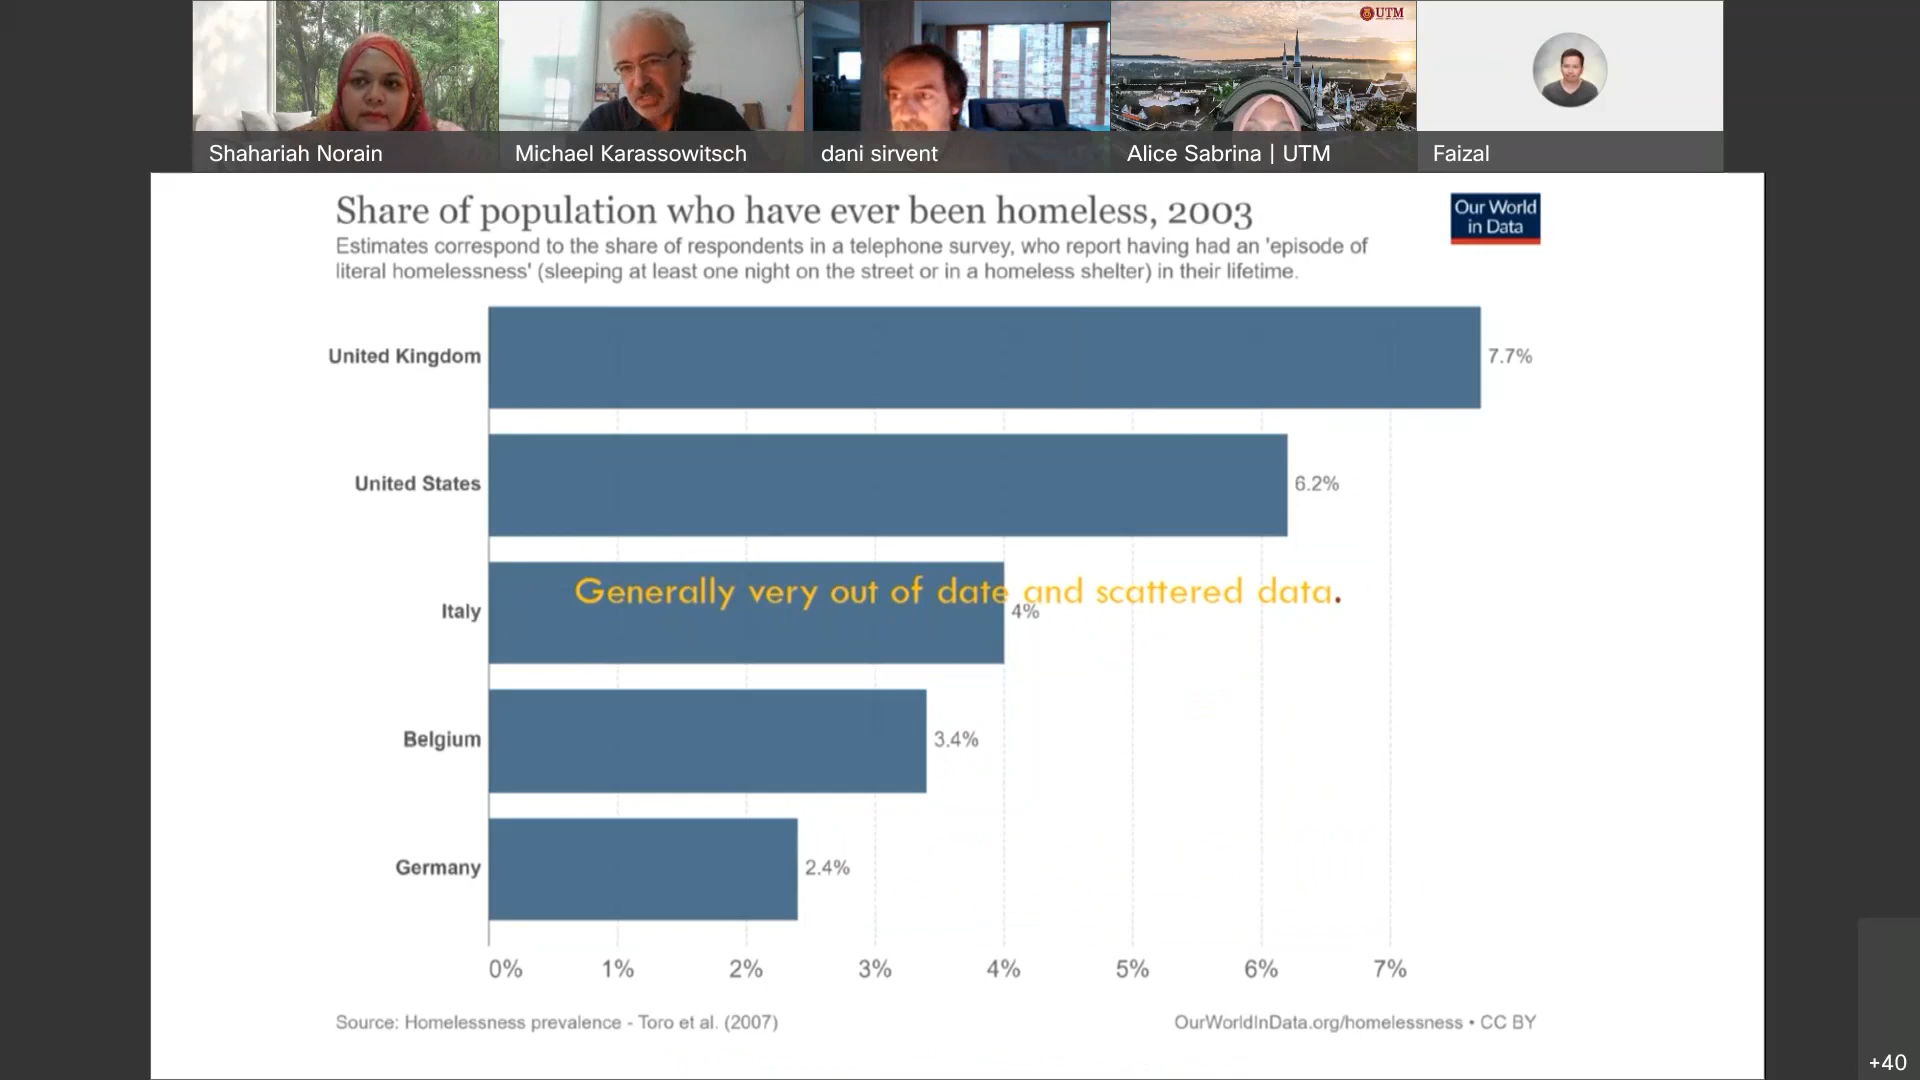 UTM
Shahariah Norain
Michael Karassowitsch
dani sirvent
Alice Sabrina | UTM
Faizal
Share of population who have ever been homeless, 2003
Our World
in Data
Estimates correspond to the share of respondents in a telephone survey, who report having had an 'episode of
literal homelessness' (sleeping at least one night on the street or in a homeless shelter) in their lifetime.
United Kingdom 7.7%
United States 6.2%
Generally very out of date and scattered data.
Italy 4%
Belgium 3.4%
Germany 2.4%
0% 1% 2% 3% 4% 5% 6% 7%
Source: Homelessness prevalence - Toro et al. (2007)
OurWorldInData.org/homelessness • CC BY
+40